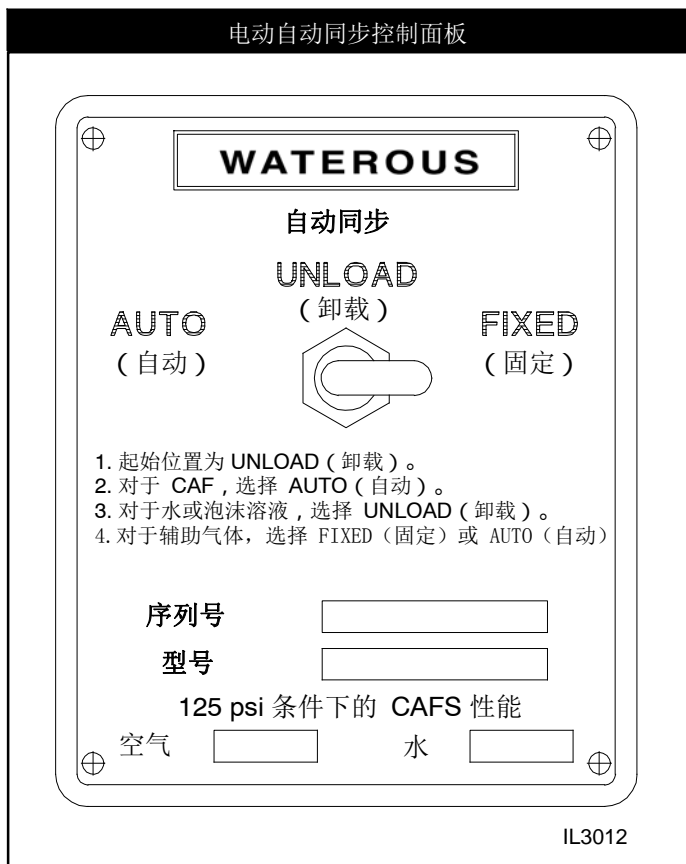 电动自动同步控制面板
WATEROUS
自动同步
UNLOAD
(卸载)
AUTO
(自动)
FIXED
(固定)
1. 起始位置为 UNLOAD(卸载)。
2. 对于 CAF,选择 AUTO(自动)。
3. 对于水或泡沫溶液,选择 UNLOAD(卸载)。
4. 对于辅助气体，选择 FIXED（固定）或 AUTO（自动）
序列号
型号
125 psi 条件下的 CAFS 性能
空气 水
IL3012